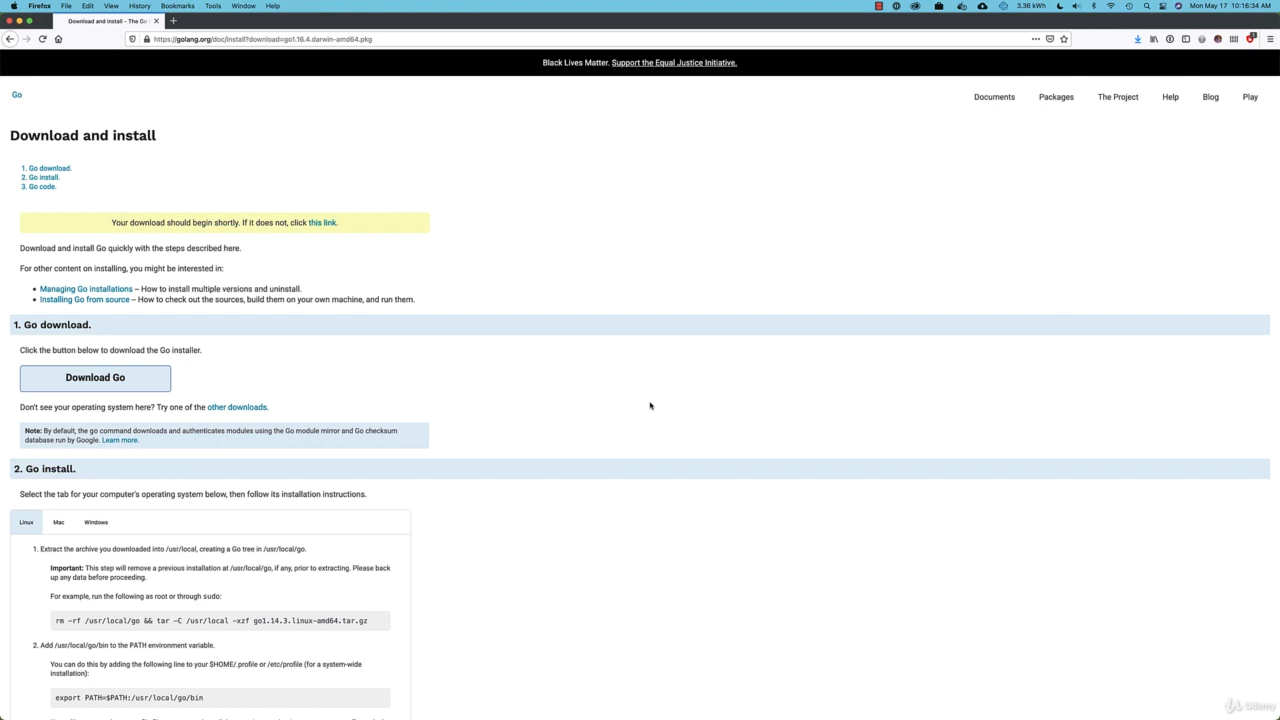 Firefox File Edit View History Bookmarks Tools Window Help 3.36 kWh Mon May 17 10:16:34 AM
Download and install - The Go
https://golang.org/doc/install?download=go1.16.4.darwin-amd64.pkg
Black Lives Matter. Support the Equal Justice Initiative.
Go
Documents Packages The Project Help Blog Play
Download and install
1. Go download.
2. Go install.
3. Go code.
Your download should begin shortly. If it does not, click this link.
Download and install Go quickly with the steps described here.
For other content on installing, you might be interested in:
• Managing Go installations – How to install multiple versions and uninstall.
• Installing Go from source – How to check out the sources, build them on your own machine, and run them.
1. Go download.
Click the button below to download the Go installer.
Download Go
Don't see your operating system here? Try one of the other downloads.
Note: By default, the go command downloads and authenticates modules using the Go module mirror and Go checksum
database run by Google. Learn more.
2. Go install.
Select the tab for your computer's operating system below, then follow its installation instructions.
Linux Mac Windows
1. Extract the archive you downloaded into /usr/local, creating a Go tree in /usr/local/go.
Important: This step will remove a previous installation at /usr/local/go, if any, prior to extracting. Please back
up any data before proceeding.
For example, run the following as root or through sudo:
rm -rf /usr/local/go && tar -C /usr/local -xzf go1.14.3.linux-amd64.tar.gz
2. Add /usr/local/go/bin to the PATH environment variable.
You can do this by adding the following line to your $HOME/.profile or /etc/profile (for a system-wide
installation):
export PATH=$PATH:/usr/local/go/bin
Udemy